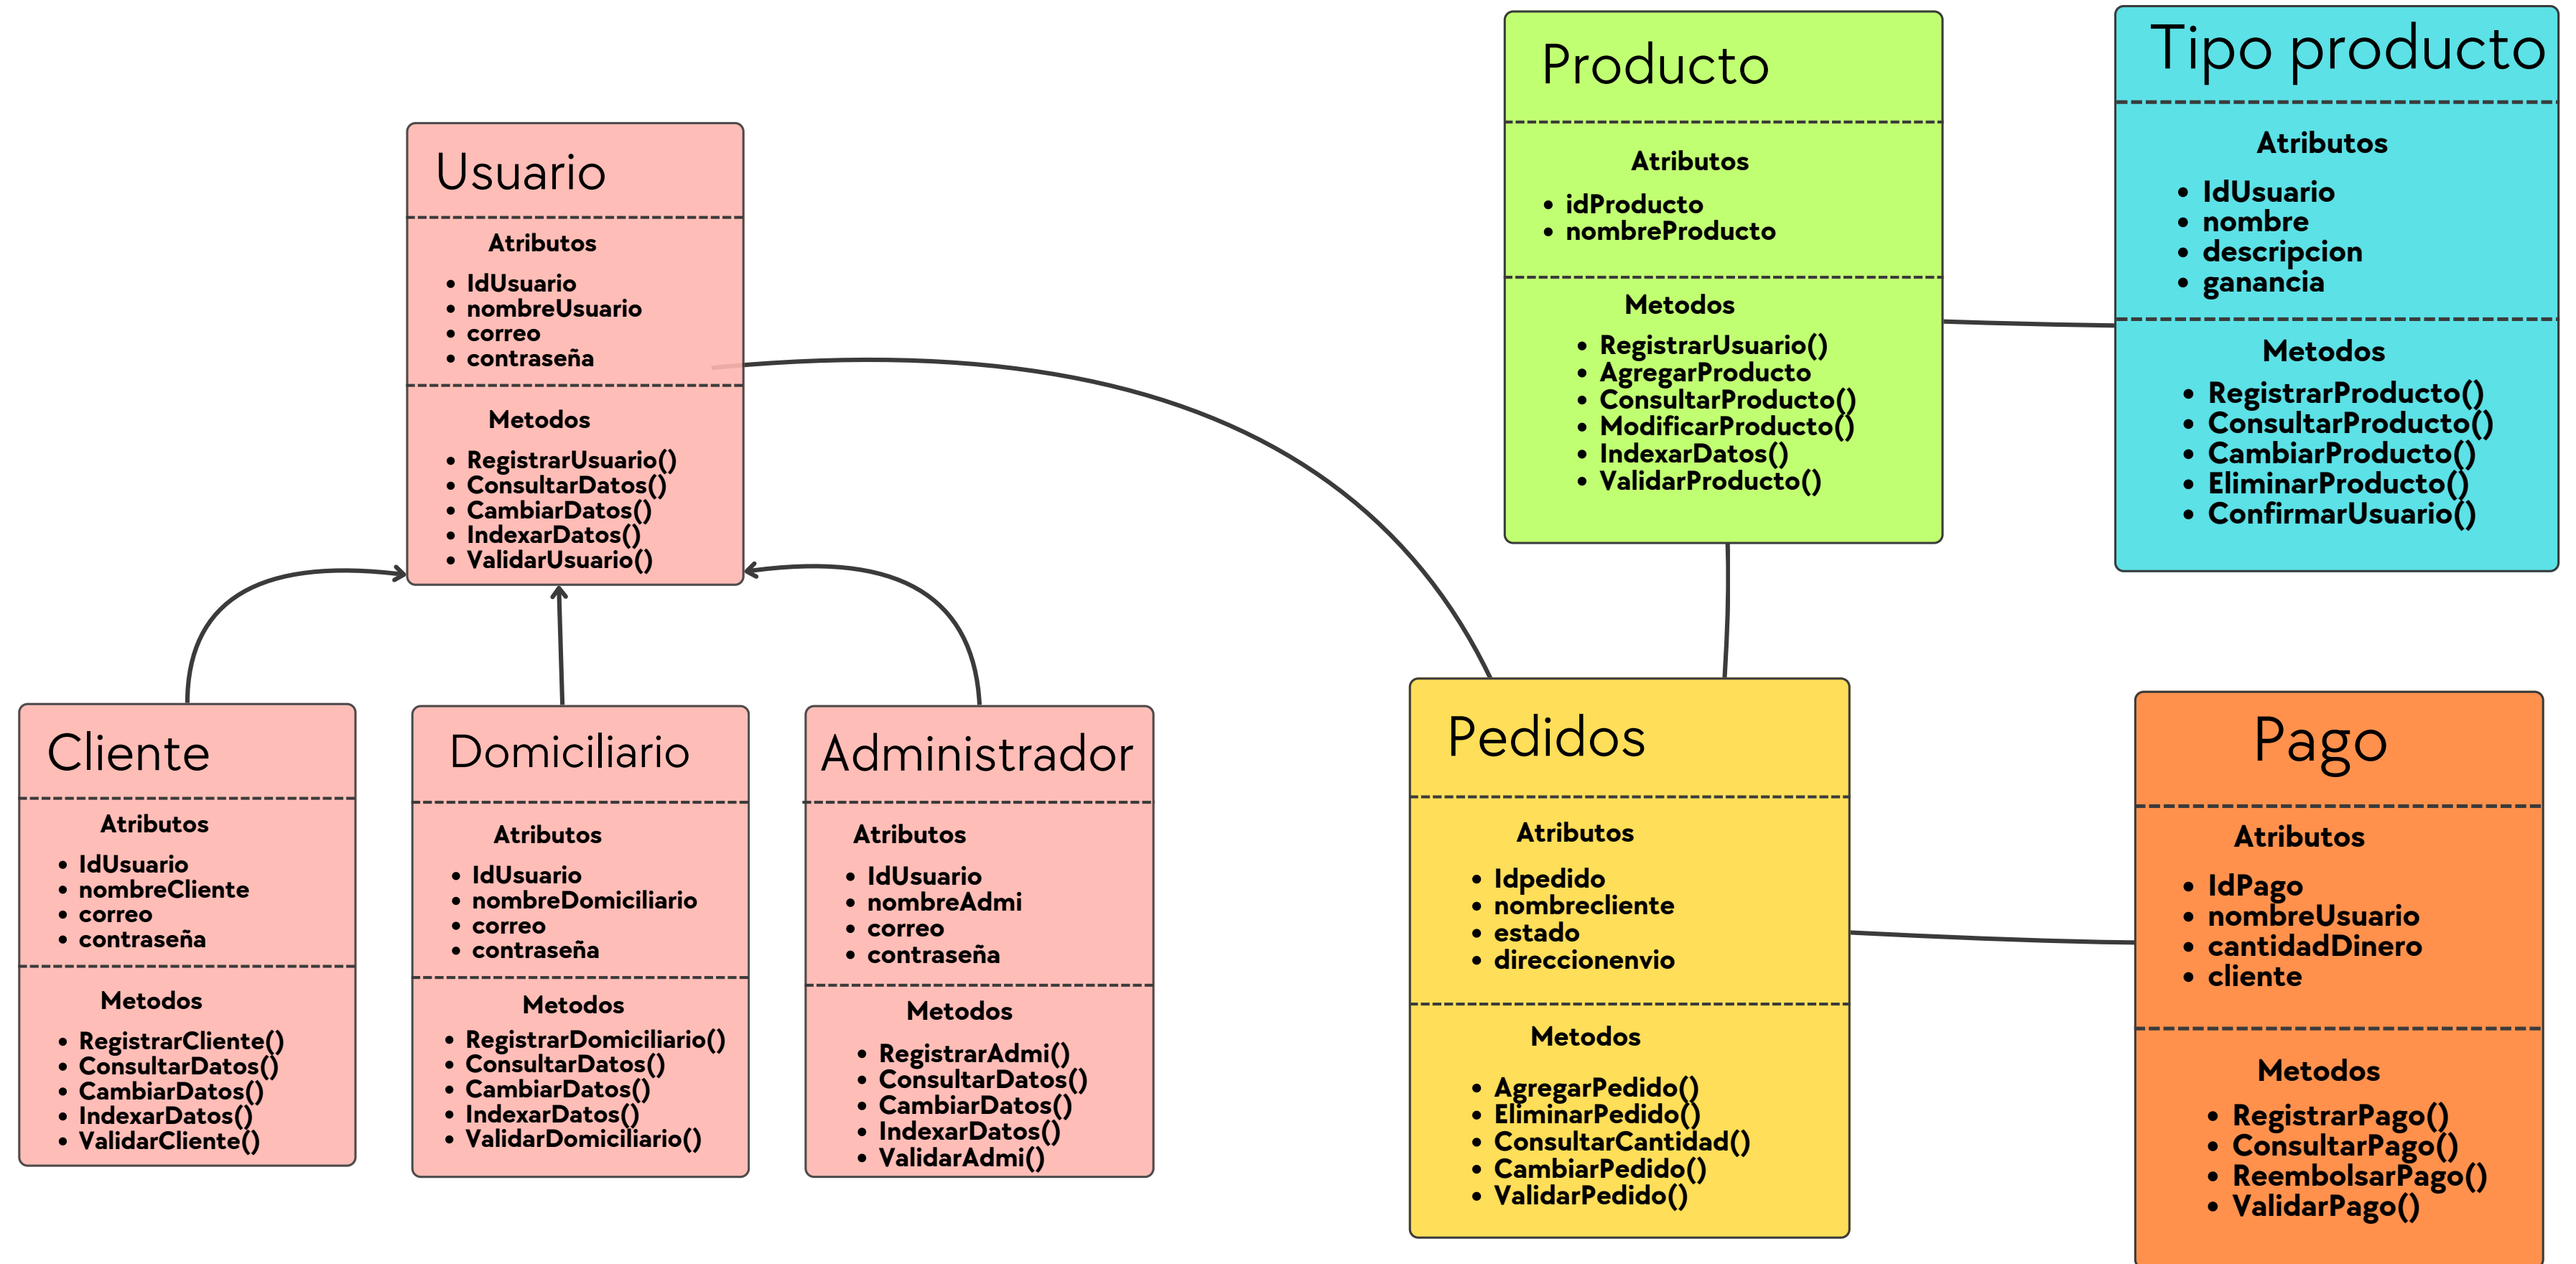 Usuario
Atributos
IdUsuario
nombreUsuario
correo
contraseña
Metodos
RegistrarUsuario()
ConsultarDatos()
CambiarDatos()
IndexarDatos()
ValidarUsuario()
Producto
Atributos
idProducto
nombreProducto
Metodos
RegistrarUsuario()
AgregarProducto
ConsultarProducto()
ModificarProducto()
IndexarDatos()
ValidarProducto()
Tipo producto
Atributos
IdUsuario
nombre
descripcion
ganancia
Metodos
RegistrarProducto()
ConsultarProducto()
CambiarProducto()
EliminarProducto()
ConfirmarUsuario()
Cliente
Atributos
IdUsuario
nombreCliente
correo
contraseña
Metodos
RegistrarCliente()
ConsultarDatos()
CambiarDatos()
IndexarDatos()
ValidarCliente()
Domiciliario
Atributos
IdUsuario
nombreDomiciliario
correo
contraseña
Metodos
RegistrarDomiciliario()
ConsultarDatos()
CambiarDatos()
IndexarDatos()
ValidarDomiciliario()
Administrador
Atributos
IdUsuario
nombreAdmi
correo
contraseña
Metodos
RegistrarAdmi()
ConsultarDatos()
CambiarDatos()
IndexarDatos()
ValidarAdmi()
Pedidos
Atributos
Idpedido
nombrecliente
estado
direccionenvio
Metodos
AgregarPedido()
EliminarPedido()
ConsultarCantidad()
CambiarPedido()
ValidarPedido()
Pago
Atributos
IdPago
nombreUsuario
cantidadDinero
cliente
Metodos
RegistrarPago()
ConsultarPago()
ReembolsarPago()
ValidarPago()